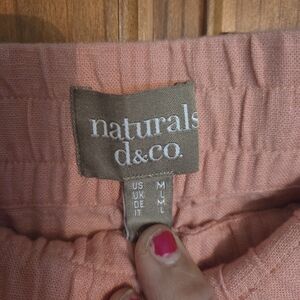 naturals
d&co.
US M
UK L
DE L
IT L